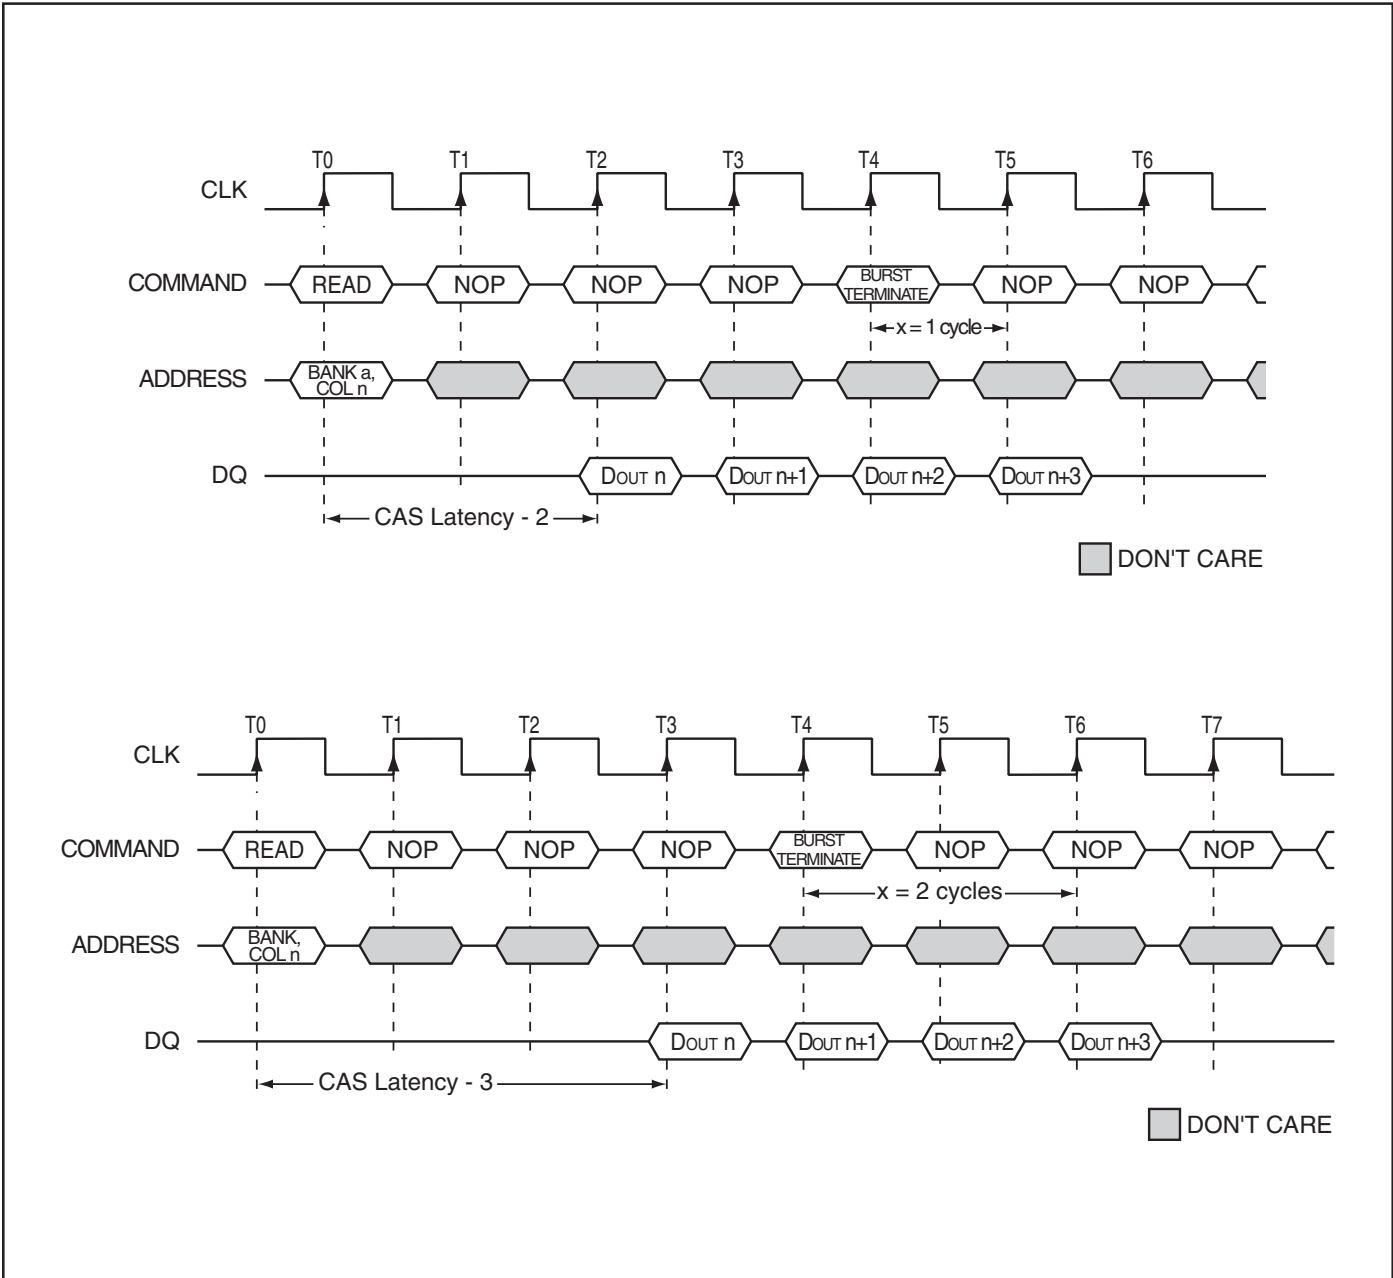 T0 T1 T2 T3 T4 T5 T6
CLK
COMMAND READ NOP NOP NOP BURST TERMINATE NOP NOP
x = 1 cycle
ADDRESS BANK a, COL n
DQ DOUT n DOUT n+1 DOUT n+2 DOUT n+3
CAS Latency - 2
DON'T CARE
T0 T1 T2 T3 T4 T5 T6 T7
CLK
COMMAND READ NOP NOP NOP BURST TERMINATE NOP NOP NOP
x = 2 cycles
ADDRESS BANK, COL n
DQ DOUT n DOUT n+1 DOUT n+2 DOUT n+3
CAS Latency - 3
DON'T CARE